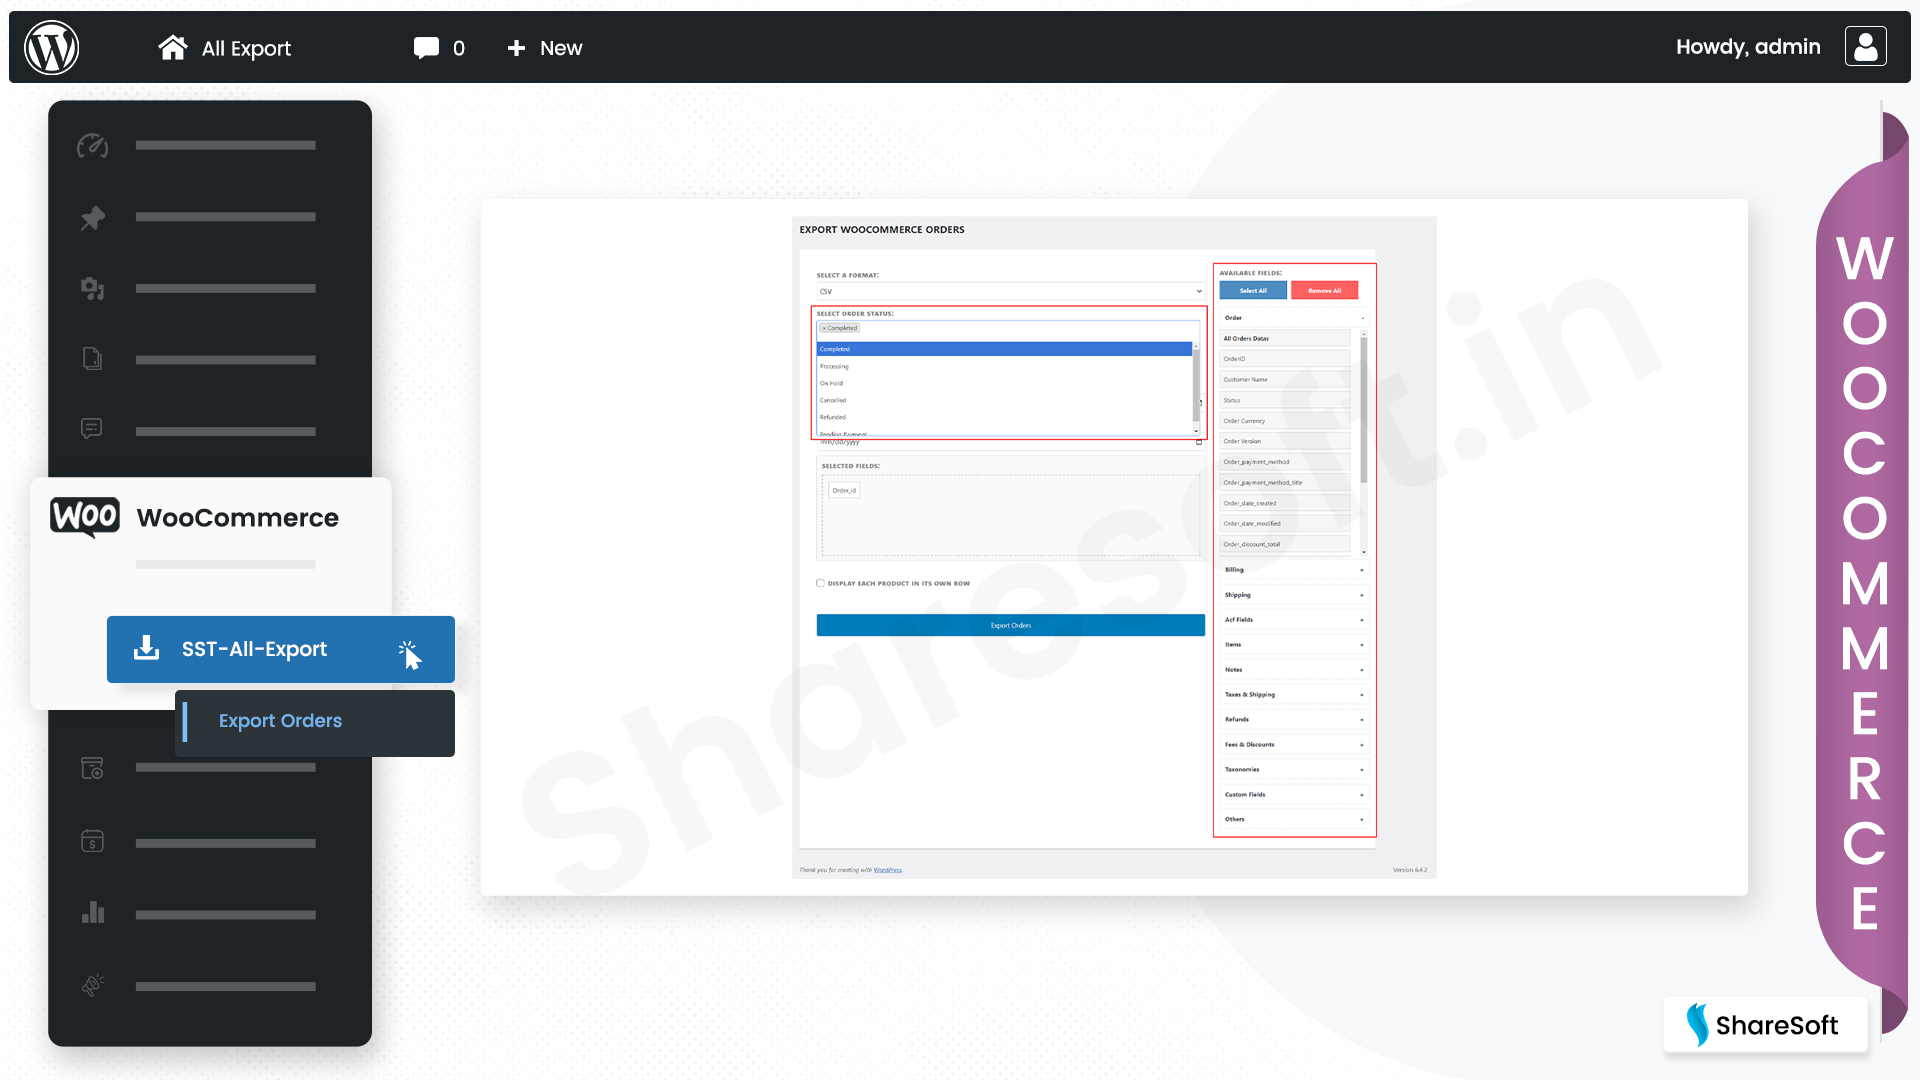 All Export
0
New
Howdy, admin
WOO
WooCommerce
SST-All-Export
Export Orders
EXPORT WOOCOMMERCE ORDERS
SELECT A FORMAT:
CSV
SELECT ORDER STATUS:
× Completed
Completed
Processing
On Hold
Cancelled
Refunded
Pending Payment
mm/dd/yyyy
SELECTED FIELDS:
Order_id
DISPLAY EACH PRODUCT IN ITS OWN ROW
Export Orders
AVAILABLE FIELDS:
Select All
Remove All
Order
All Orders Datas
OrderID
Customer Name
Status
Order Currency
Order Version
Order_payment_method
Order_payment_method_title
Order_date_created
Order_date_modified
Order_discount_total
Billing
Shipping
Acf Fields
Items
Notes
Taxes & Shipping
Refunds
Fees & Discounts
Taxonomies
Custom Fields
Others
Thank you for creating with WordPress.
Version 6.4.2
Sharesoft.in
WOOCOMMERCE
ShareSoft